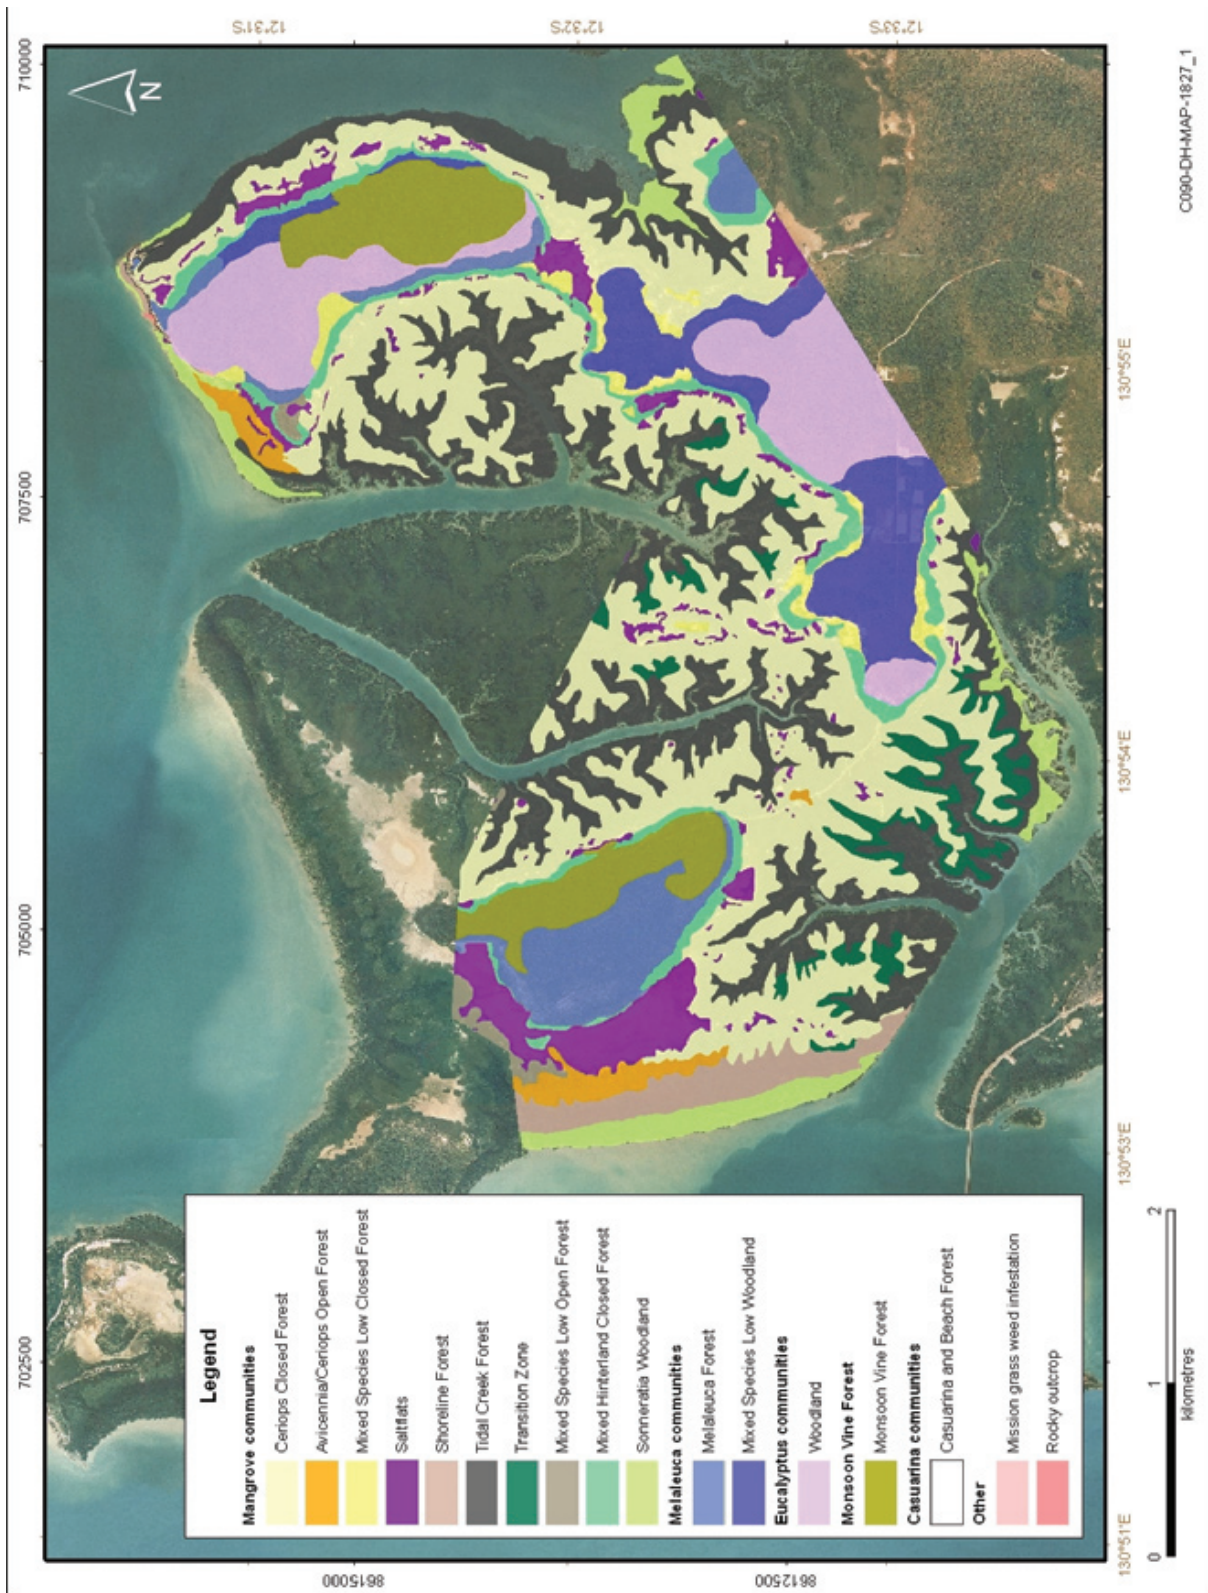 710000
707500
705000
702500
12°31'S
12°32'S
12°33'S
N
8615000
8612500
130°51'E
130°53'E
130°54'E
130°55'E
Legend
Mangrove communities
Ceriops Closed Forest
Avicennia/Ceriops Open Forest
Mixed Species Low Closed Forest
Saltflats
Shoreline Forest
Tidal Creek Forest
Transition Zone
Mixed Species Low Open Forest
Mixed Hinterland Closed Forest
Sonneratia Woodland
Melaleuca communities
Melaleuca Forest
Mixed Species Low Woodland
Eucalyptus communities
Woodland
Monsoon Vine Forest
Monsoon Vine Forest
Casuarina communities
Casuarina and Beach Forest
Other
Mission grass weed infestation
Rocky outcrop
0 1 2
kilometres
C090-DH-MAP-1827_1